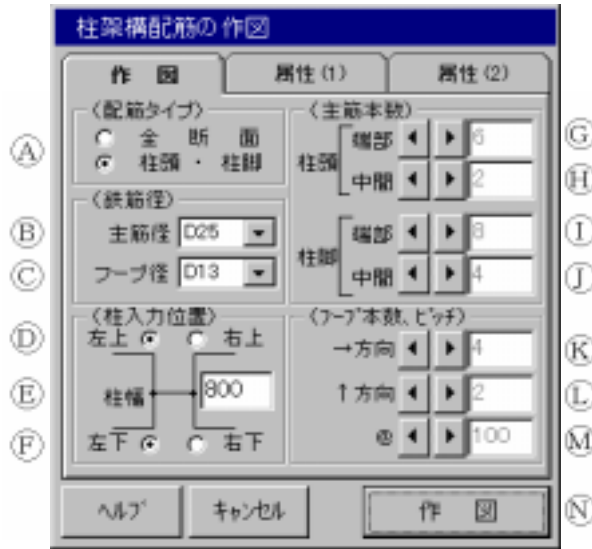 柱架構配筋の作図
作 図
属性(1)
属性(2)
(配筋タイプ)
Ⓐ
全 断 面
柱頭・柱脚
(鉄筋径)
Ⓑ 主筋径 D25
Ⓒ フープ径 D13
(柱入力位置)
Ⓓ 左上 右上
Ⓔ 柱幅 800
Ⓕ 左下 右下
(主筋本数)
柱頭
端部 6 Ⓖ
中間 2 Ⓗ
柱脚
端部 8 Ⓘ
中間 4 Ⓙ
(フープ本数、ピッチ)
→方向 4 Ⓚ
↑方向 2 Ⓛ
@ 100 Ⓜ
ヘルプ
キャンセル
作 図 Ⓝ